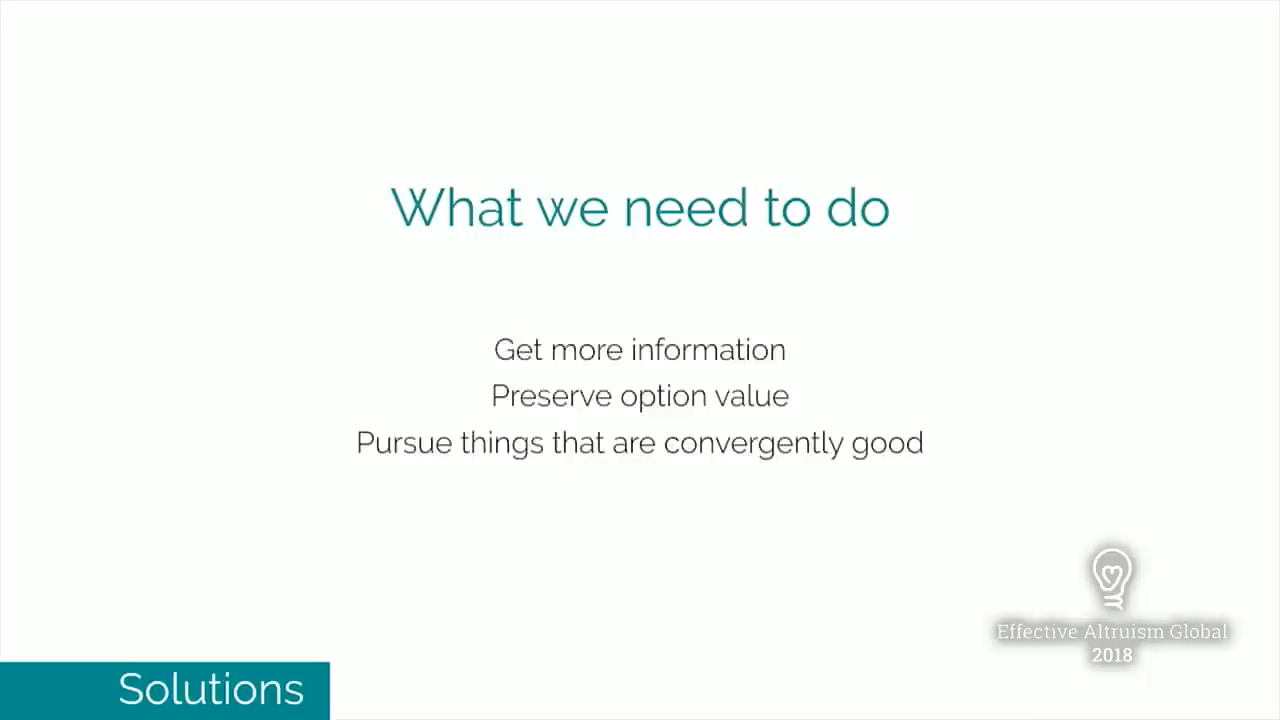 What we need to do
Get more information
Preserve option value
Pursue things that are convergently good
Effective Altruism Global
2018
Solutions